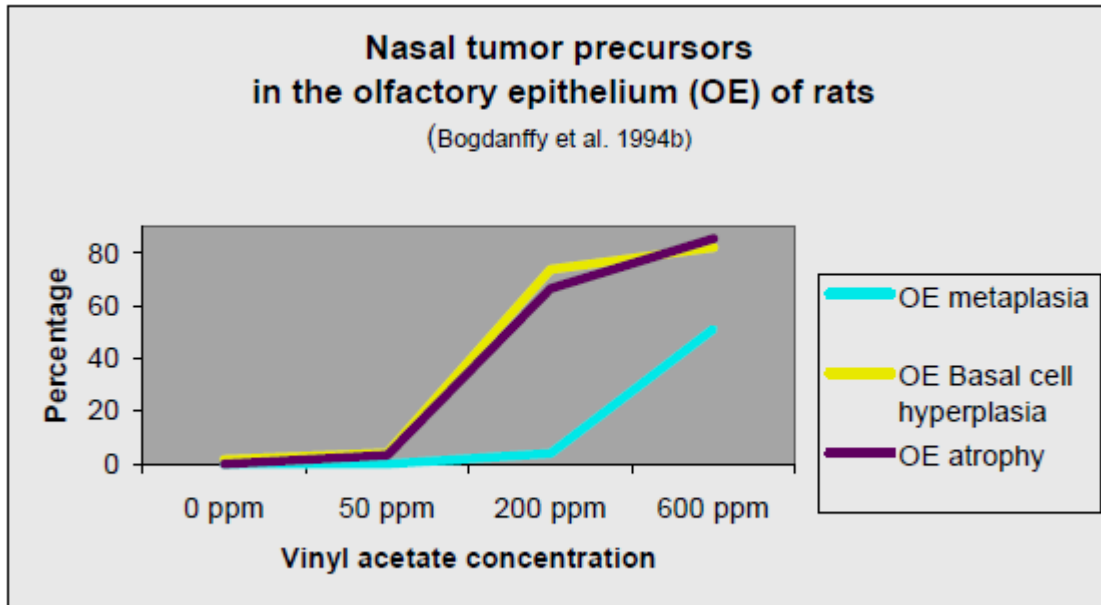 Nasal tumor precursors
in the olfactory epithelium (OE) of rats
(Bogdanffy et al. 1994b)
Percentage
80
60
40
20
0
0 ppm 50 ppm 200 ppm 600 ppm
Vinyl acetate concentration
OE metaplasia
OE Basal cell
hyperplasia
OE atrophy